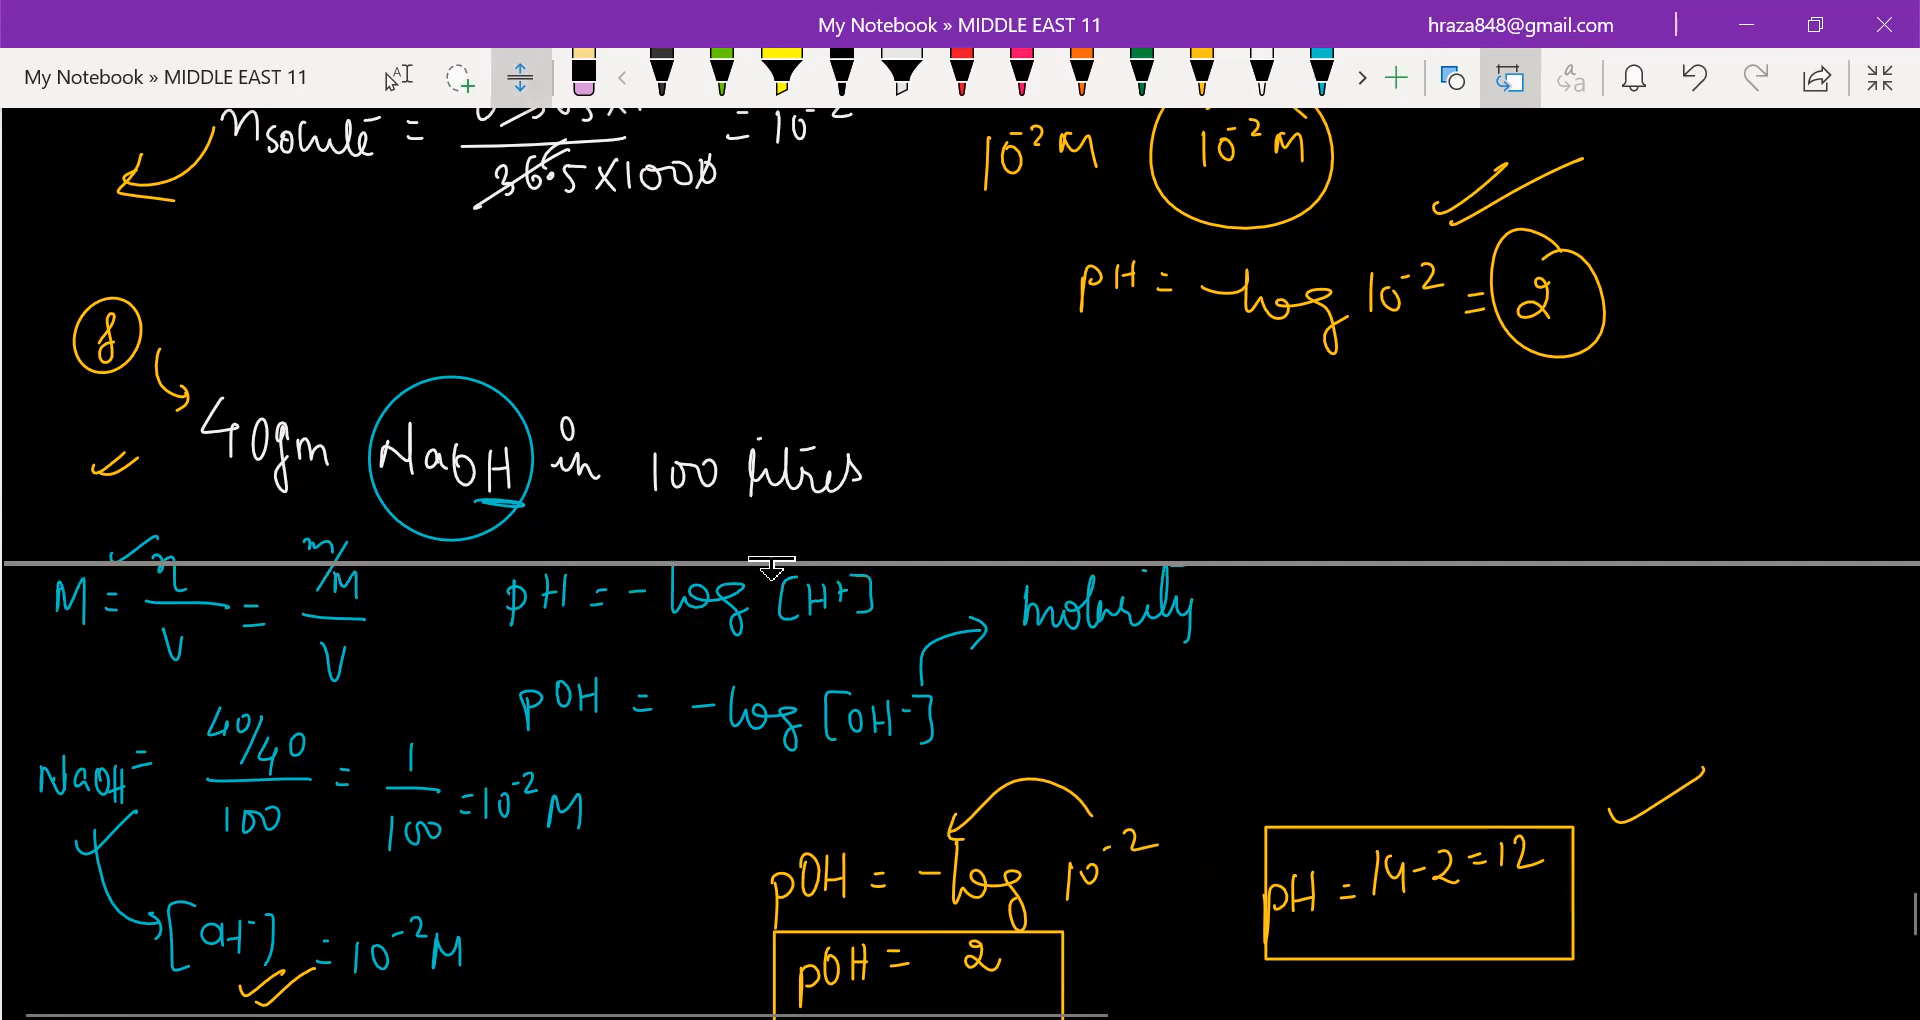 My Notebook » MIDDLE EAST 11
hraza848@gmail.com
My Notebook » MIDDLE EAST 11
n solute = / 36.5 x 1000 = 10⁻²
10⁻² M 10⁻² M
pH = -log 10⁻² = 2
f
40gm NaOH in 100 litres
M = n/V = m/M / V
pH = -log [H+]
molarity
pOH = -log [OH⁻]
NaOH = 40/40 / 100 = 1/100 = 10⁻² M
pOH = -log 10⁻²
pH = 14 - 2 = 12
[OH⁻] = 10⁻² M
pOH = 2